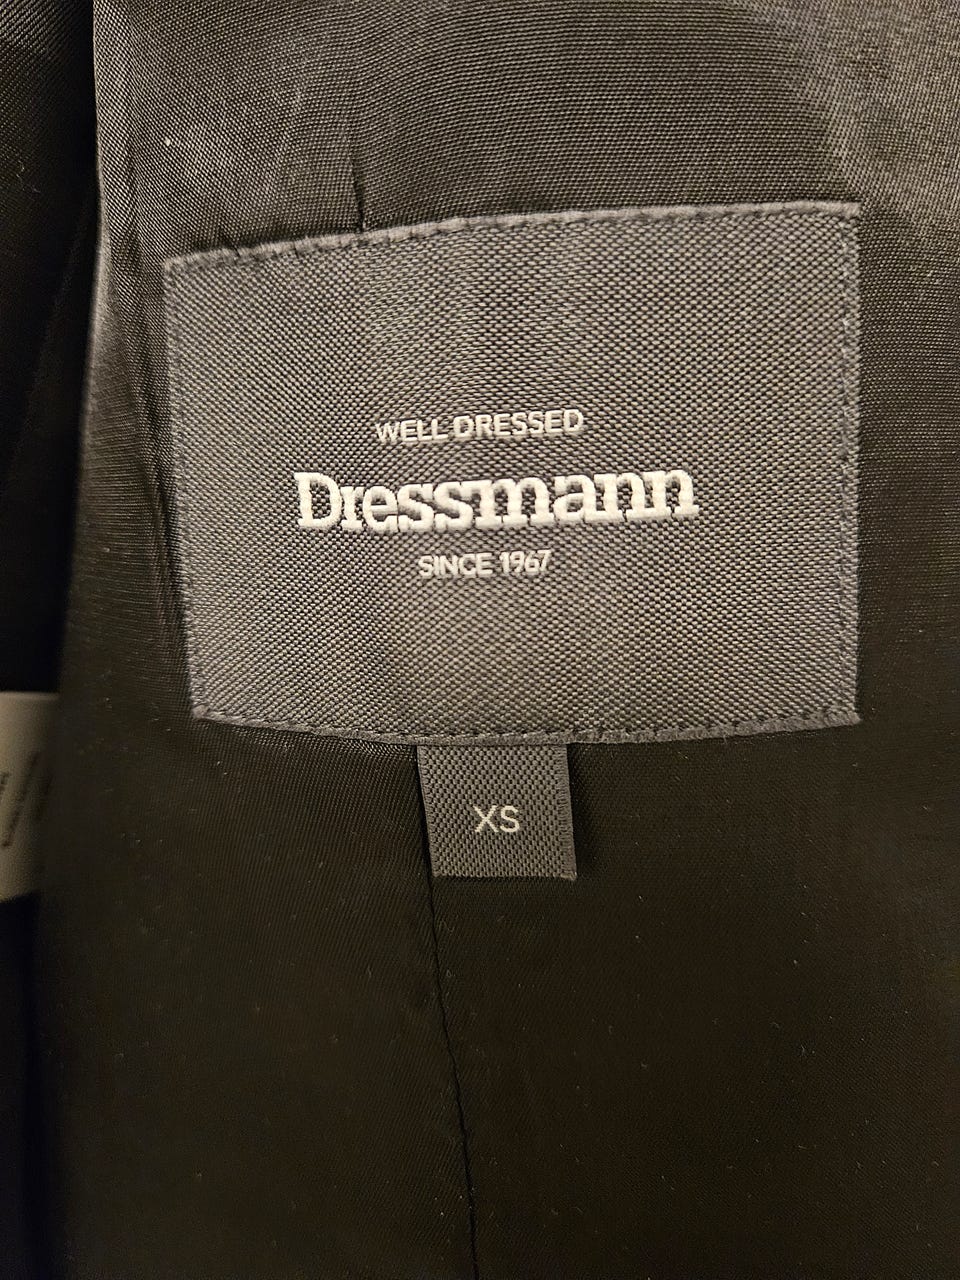 WELL DRESSED
Dressmann
SINCE 1967
XS